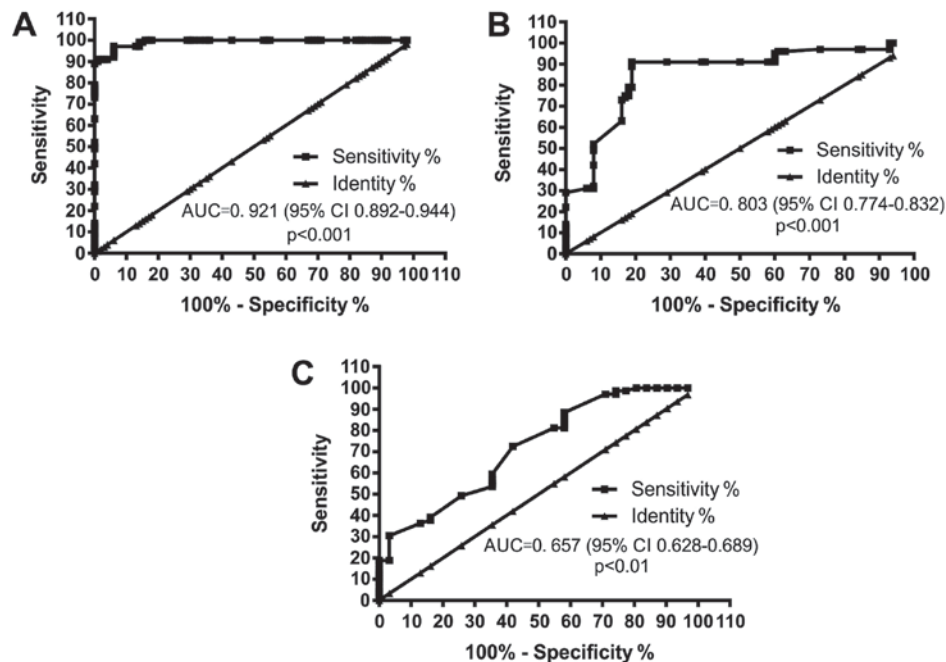 A
110
100
90
80
70
60
50
40
30
20
10
0
Sensitivity
Sensitivity %
Identity %
AUC=0. 921 (95% CI 0.892-0.944)
p<0.001
0 10 20 30 40 50 60 70 80 90 100 110
100% - Specificity %
B
110
100
90
80
70
60
50
40
30
20
10
0
Sensitivity
Sensitivity %
Identity %
AUC=0. 803 (95% CI 0.774-0.832)
p<0.001
0 10 20 30 40 50 60 70 80 90 100
100% - Specificity %
C
110
100
90
80
70
60
50
40
30
20
10
0
Sensitivity
Sensitivity %
Identity %
AUC=0. 657 (95% CI 0.628-0.689)
p<0.01
0 10 20 30 40 50 60 70 80 90 100 110
100% - Specificity %